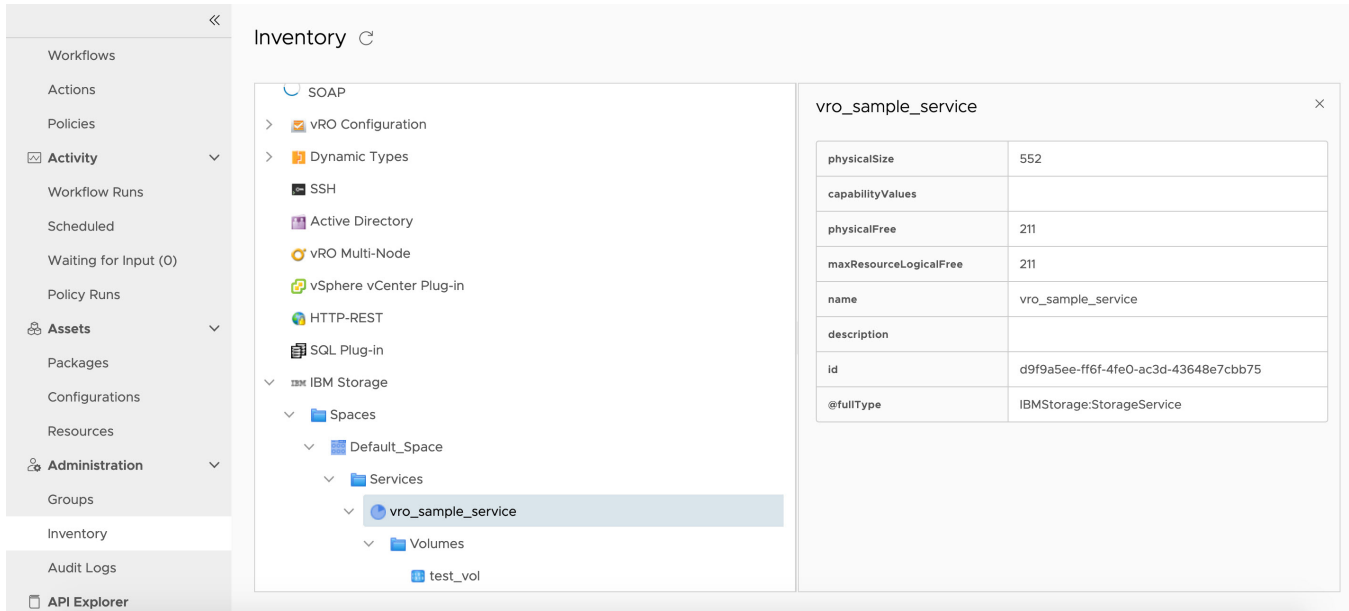 Workflows
Actions
Policies
Activity
Workflow Runs
Scheduled
Waiting for Input (0)
Policy Runs
Assets
Packages
Configurations
Resources
Administration
Groups
Inventory
Audit Logs
API Explorer
Inventory
SOAP
vRO Configuration
Dynamic Types
SSH
Active Directory
vRO Multi-Node
vSphere vCenter Plug-in
HTTP-REST
SQL Plug-in
IBM IBM Storage
Spaces
Default_Space
Services
vro_sample_service
Volumes
test_vol
vro_sample_service
physicalSize 552
capabilityValues
physicalFree 211
maxResourceLogicalFree 211
name vro_sample_service
description
id d9f9a5ee-ff6f-4fe0-ac3d-43648e7cbb75
@fullType IBMStorage:StorageService